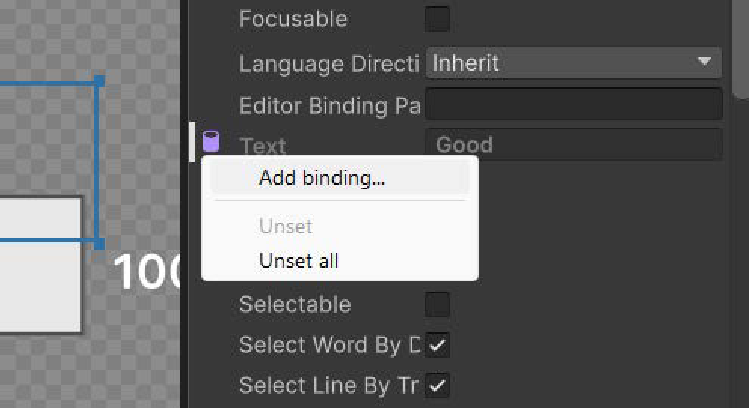 Focusable
Language Directi Inherit
Editor Binding Pa
Text Good
Add binding...
Unset
Unset all
100
Selectable
Select Word By D
Select Line By Tr